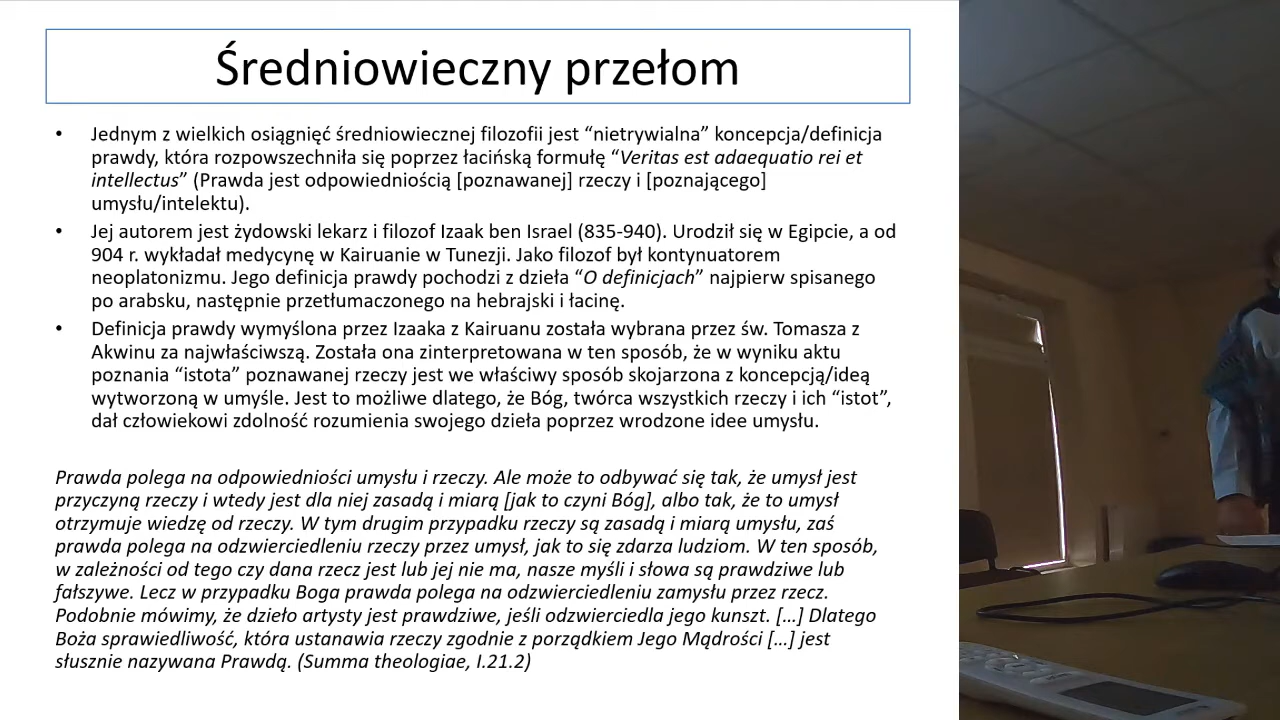 Średniowieczny przełom
• Jednym z wielkich osiągnięć średniowiecznej filozofii jest “nietrywialna” koncepcja/definicja
prawdy, która rozpowszechniła się poprzez łacińską formułę “Veritas est adaequatio rei et
intellectus” (Prawda jest odpowiedniością [poznawanej] rzeczy i [poznającego]
umysłu/intelektu).
• Jej autorem jest żydowski lekarz i filozof Izaak ben Israel (835-940). Urodził się w Egipcie, a od
904 r. wykładał medycynę w Kairuanie w Tunezji. Jako filozof był kontynuatorem
neoplatonizmu. Jego definicja prawdy pochodzi z dzieła “O definicjach” najpierw spisanego
po arabsku, następnie przetłumaczonego na hebrajski i łacinę.
• Definicja prawdy wymyślona przez Izaaka z Kairuanu została wybrana przez św. Tomasza z
Akwinu za najwłaściwszą. Została ona zinterpretowana w ten sposób, że w wyniku aktu
poznania “istota” poznawanej rzeczy jest we właściwy sposób skojarzona z koncepcją/ideą
wytworzoną w umyśle. Jest to możliwe dlatego, że Bóg, twórca wszystkich rzeczy i ich “istot”,
dał człowiekowi zdolność rozumienia swojego dzieła poprzez wrodzone idee umysłu.
Prawda polega na odpowiedniości umysłu i rzeczy. Ale może to odbywać się tak, że umysł jest
przyczyną rzeczy i wtedy jest dla niej zasadą i miarą [jak to czyni Bóg], albo tak, że to umysł
otrzymuje wiedzę od rzeczy. W tym drugim przypadku rzeczy są zasadą i miarą umysłu, zaś
prawda polega na odzwierciedleniu rzeczy przez umysł, jak to się zdarza ludziom. W ten sposób,
w zależności od tego czy dana rzecz jest lub jej nie ma, nasze myśli i słowa są prawdziwe lub
fałszywe. Lecz w przypadku Boga prawda polega na odzwierciedleniu zamysłu przez rzecz.
Podobnie mówimy, że dzieło artysty jest prawdziwe, jeśli odzwierciedla jego kunszt. […] Dlatego
Boża sprawiedliwość, która ustanawia rzeczy zgodnie z porządkiem Jego Mądrości […] jest
słusznie nazywana Prawdą. (Summa theologiae, I.21.2)